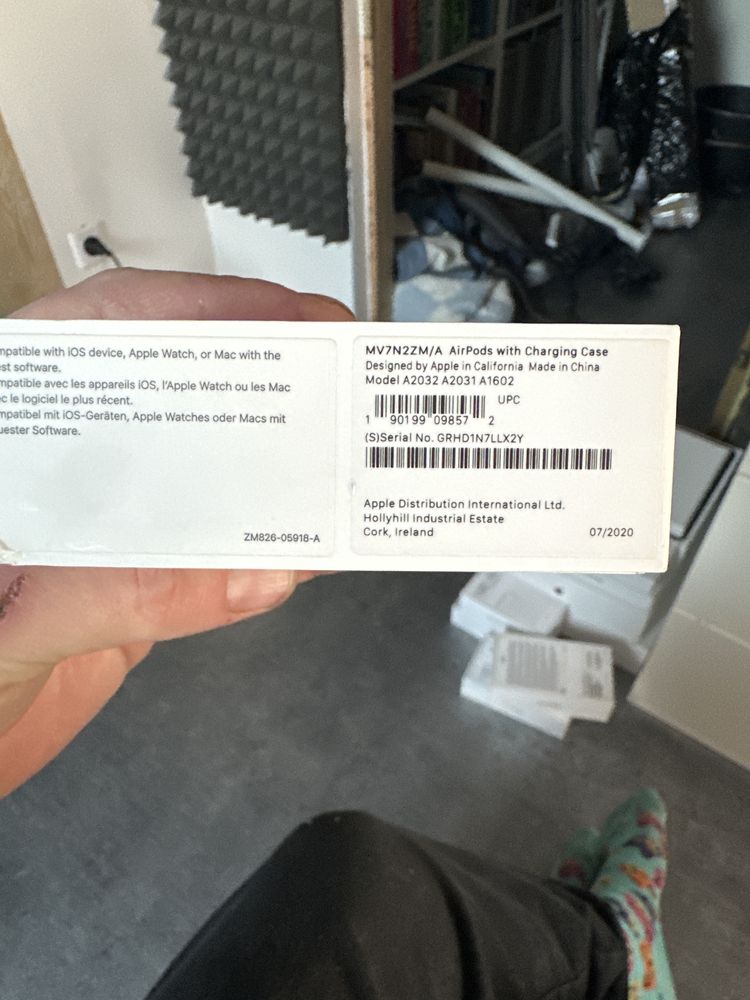 mpatible with iOS device, Apple Watch, or Mac with the
st software.
mpatible avec les appareils iOS, l'Apple Watch ou les Mac
c le logiciel le plus récent.
mpatibel mit iOS-Geräten, Apple Watches oder Macs mit
uester Software.
ZM826-05918-A
MV7N2ZM/A AirPods with Charging Case
Designed by Apple in California Made in China
Model A2032 A2031 A1602
UPC
1 90199 09857 2
(S)Serial No. GRHD1N7LLX2Y
Apple Distribution International Ltd.
Hollyhill Industrial Estate
Cork, Ireland 07/2020